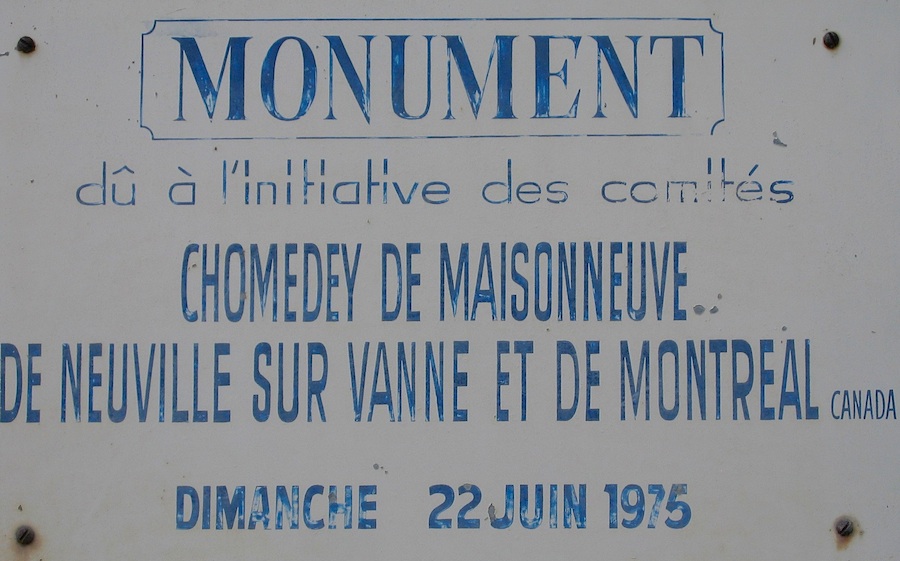 MONUMENT
dû à l'initiative des comités
CHOMEDEY DE MAISONNEUVE
DE NEUVILLE SUR VANNE ET DE MONTREAL CANADA
DIMANCHE 22 JUIN 1975